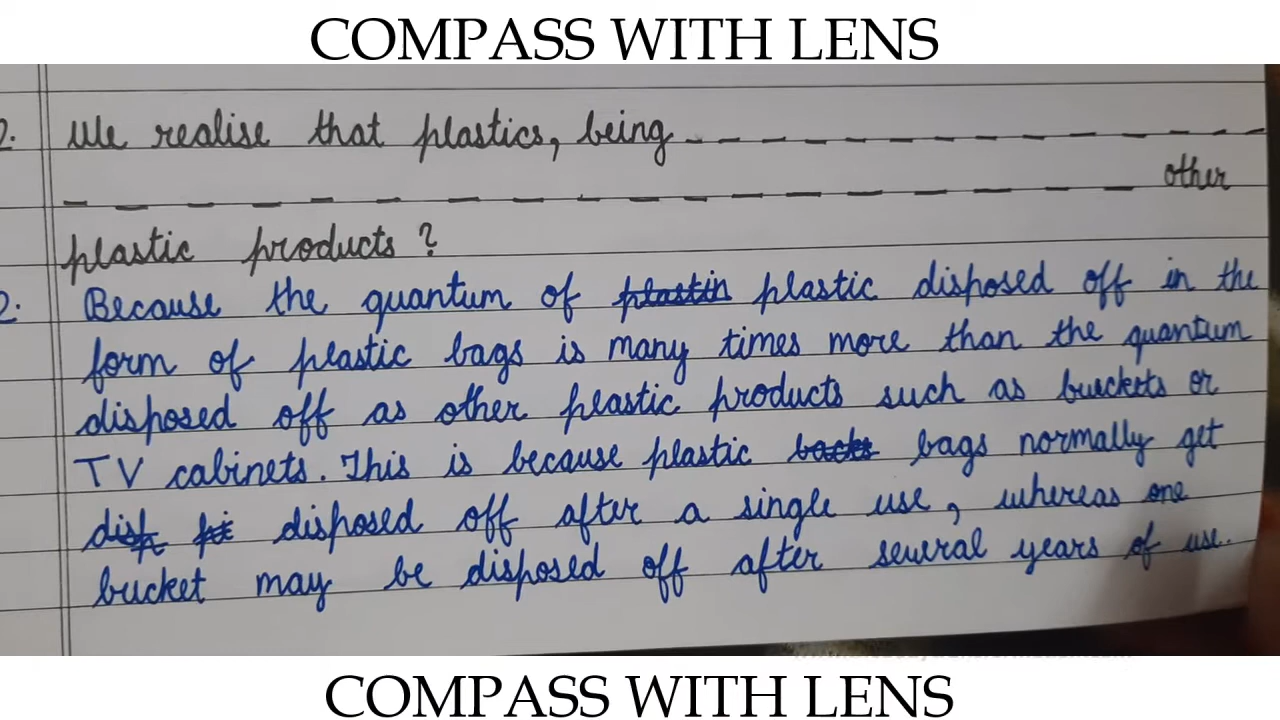 COMPASS WITH LENS
2. We realise that plastics, being _ _ _ _ _ _ _ _ _ _
_ _ _ _ _ _ _ _ _ _ _ _ _ _ _ _ _ other
plastic products?
2. Because the quantum of plastin plastic disposed off in the
form of plastic bags is many times more than the quantum
disposed off as other plastic products such as buckets or
TV cabinets. This is because plastic backs bags normally get
disp disposed off after a single use, whereas one
bucket may be disposed off after several years of use.
COMPASS WITH LENS